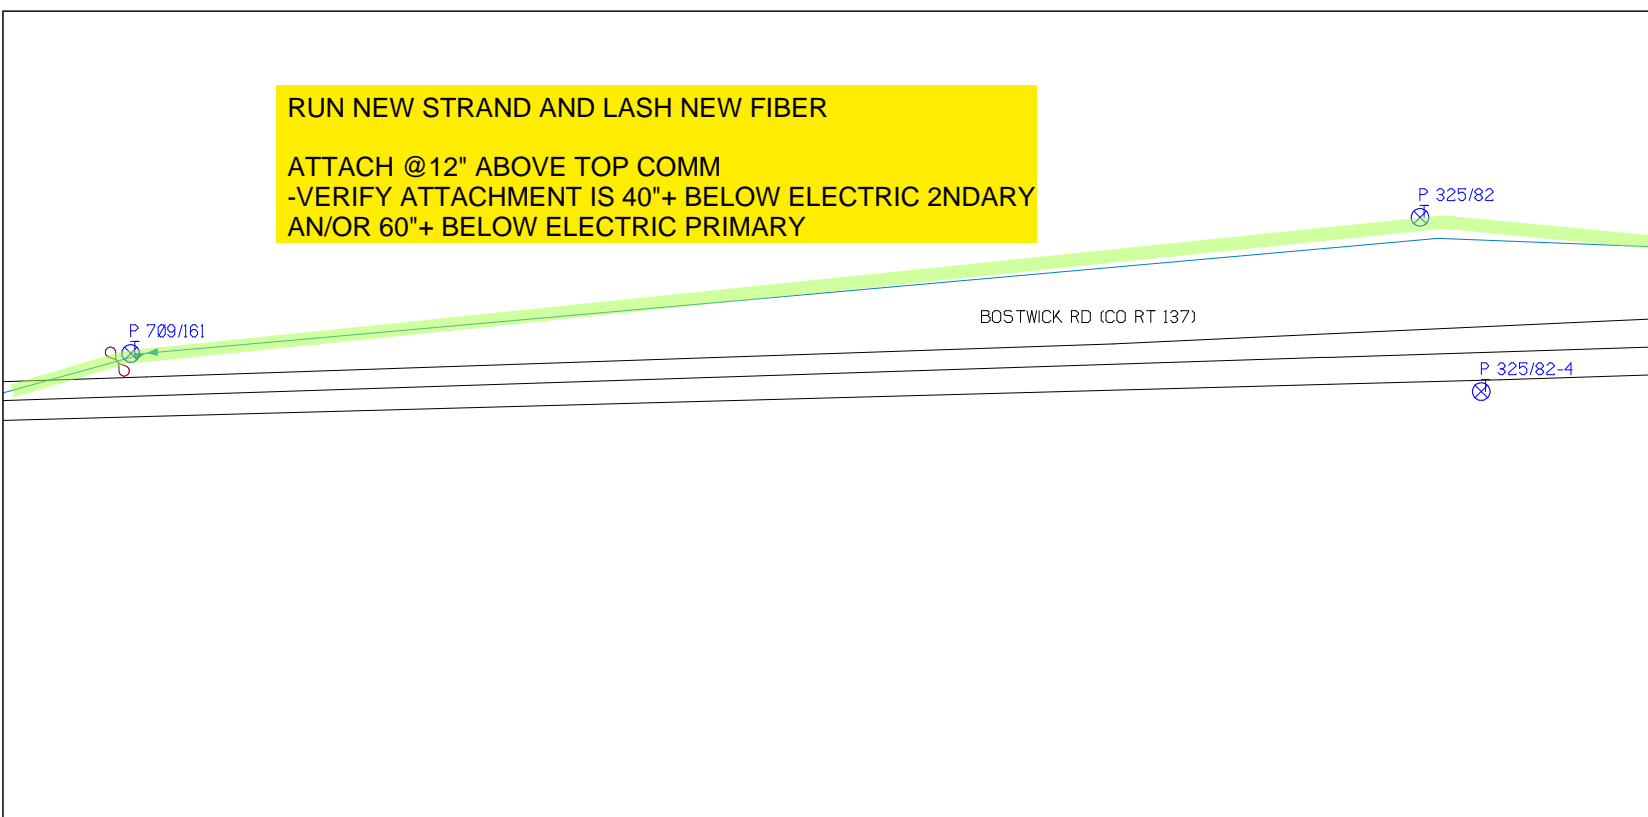 RUN NEW STRAND AND LASH NEW FIBER
ATTACH @12" ABOVE TOP COMM
-VERIFY ATTACHMENT IS 40"+ BELOW ELECTRIC 2NDARY
AN/OR 60"+ BELOW ELECTRIC PRIMARY
P 325/82
BOSTWICK RD (CO RT 137)
P 709/161
P 325/82-4